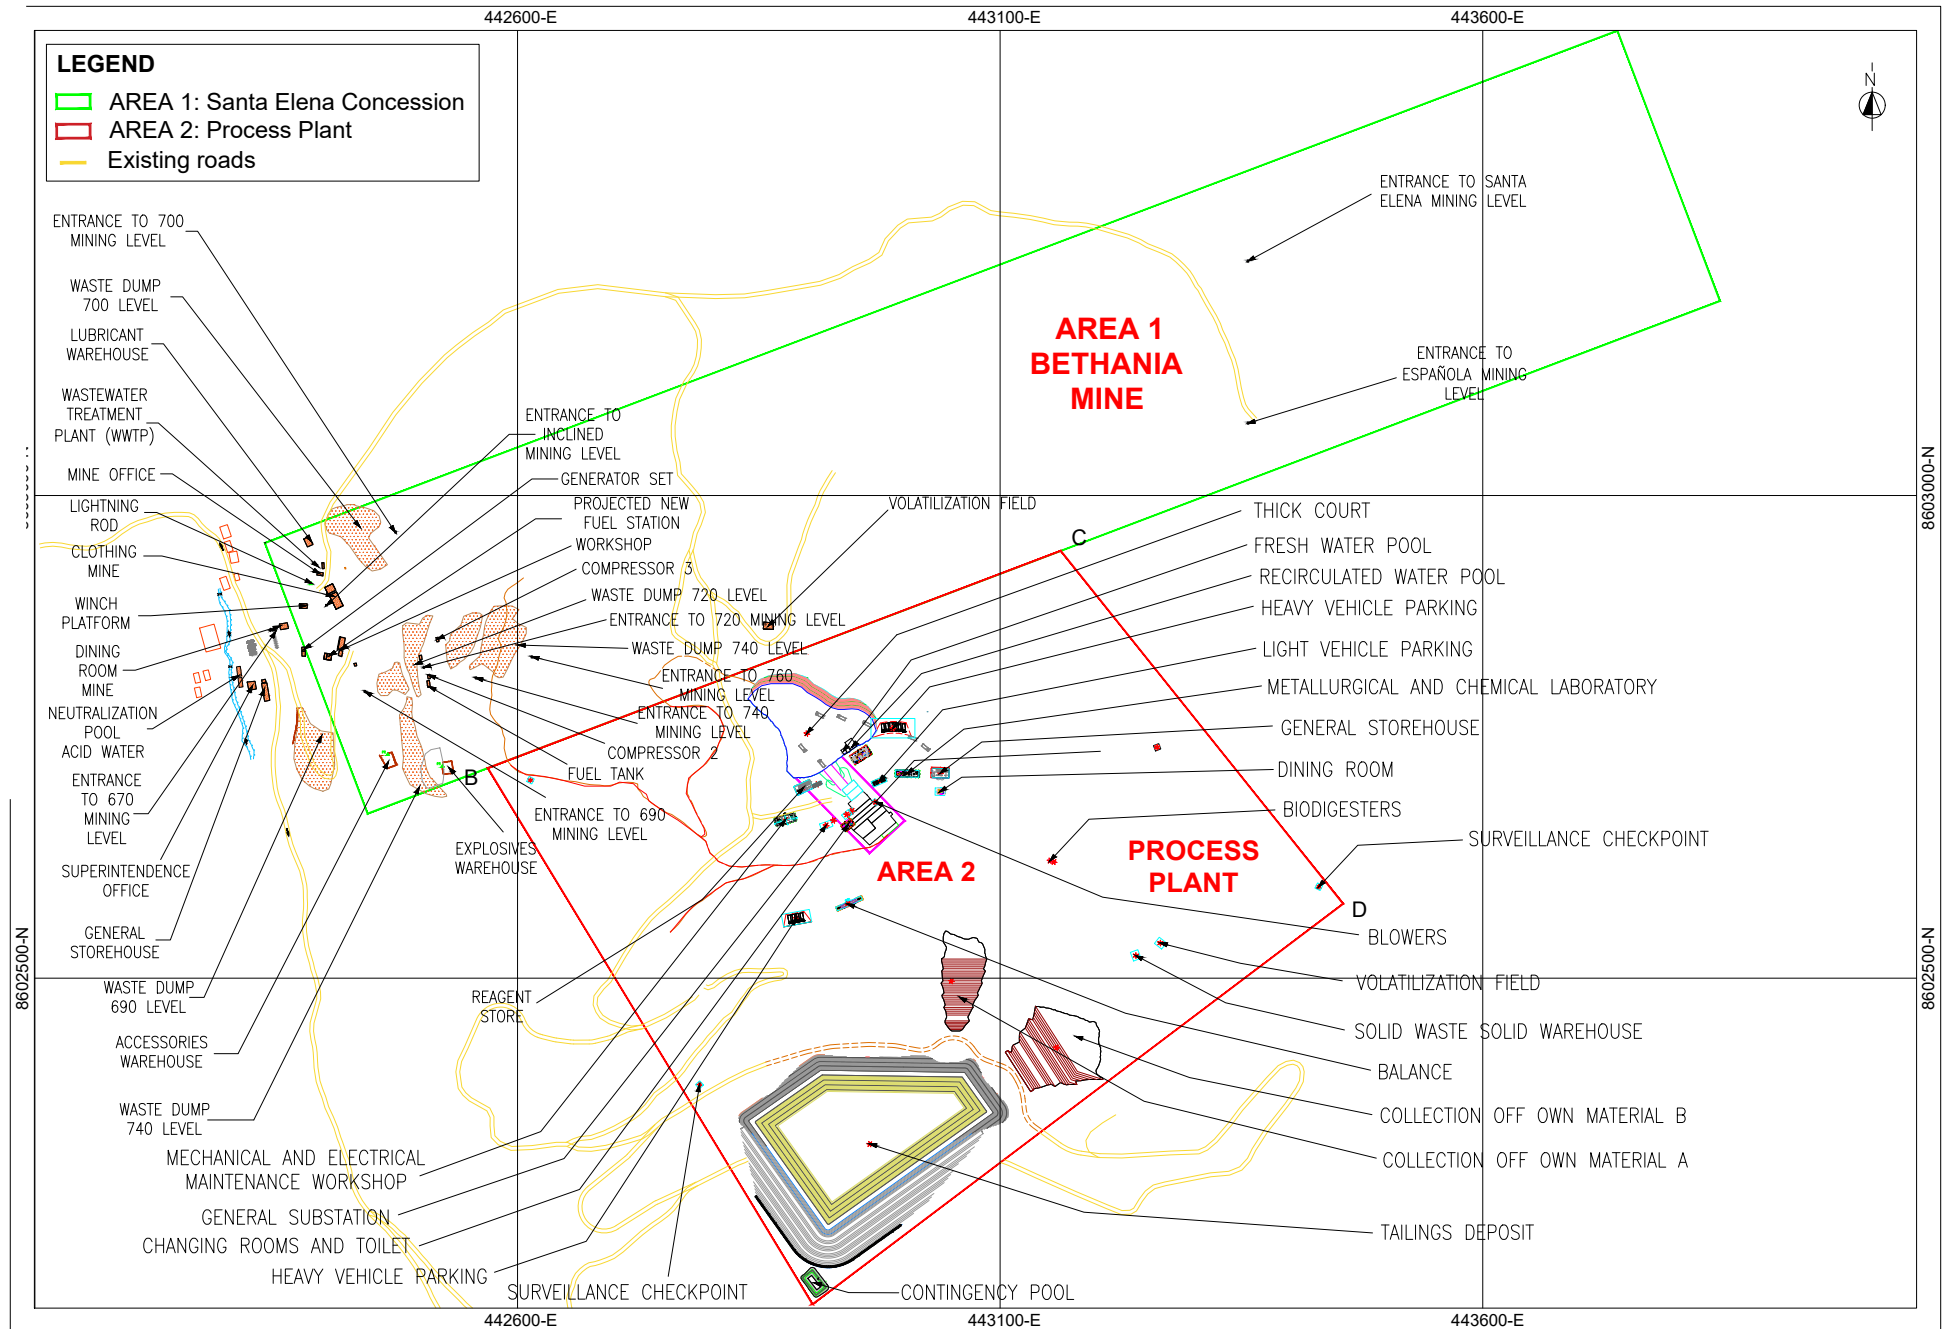 442600-E
443100-E
443600-E
LEGEND
AREA 1: Santa Elena Concession
AREA 2: Process Plant
Existing roads
N
ENTRANCE TO SANTA
ELENA MINING LEVEL
ENTRANCE TO 700
MINING LEVEL
WASTE DUMP
700 LEVEL
LUBRICANT
WAREHOUSE
WASTEWATER
TREATMENT
PLANT (WWTP)
MINE OFFICE
LIGHTNING
ROD
CLOTHING
MINE
WINCH
PLATFORM
DINING
ROOM
MINE
NEUTRALIZATION
POOL
ACID WATER
ENTRANCE
TO 670
MINING
LEVEL
SUPERINTENDENCE
OFFICE
GENERAL
STOREHOUSE
WASTE DUMP
690 LEVEL
ACCESSORIES
WAREHOUSE
WASTE DUMP
740 LEVEL
AREA 1
BETHANIA
MINE
ENTRANCE TO
ESPAÑOLA MINING
LEVEL
ENTRANCE TO
INCLINED
MINING LEVEL
GENERATOR SET
PROJECTED NEW
FUEL STATION
WORKSHOP
COMPRESSOR 3
WASTE DUMP 720 LEVEL
ENTRANCE TO 720 MINING LEVEL
WASTE DUMP 740 LEVEL
ENTRANCE TO 760
MINING LEVEL
ENTRANCE TO 740
MINING LEVEL
COMPRESSOR 2
FUEL TANK
ENTRANCE TO 690
MINING LEVEL
EXPLOSIVES
WAREHOUSE
VOLATILIZATION FIELD
8603000-N
C
B
D
THICK COURT
FRESH WATER POOL
RECIRCULATED WATER POOL
HEAVY VEHICLE PARKING
LIGHT VEHICLE PARKING
METALLURGICAL AND CHEMICAL LABORATORY
GENERAL STOREHOUSE
DINING ROOM
BIODIGESTERS
SURVEILLANCE CHECKPOINT
AREA 2
PROCESS
PLANT
BLOWERS
VOLATILIZATION FIELD
SOLID WASTE SOLID WAREHOUSE
BALANCE
COLLECTION OFF OWN MATERIAL B
COLLECTION OFF OWN MATERIAL A
TAILINGS DEPOSIT
8602500-N
8602500-N
REAGENT
STORE
MECHANICAL AND ELECTRICAL
MAINTENANCE WORKSHOP
GENERAL SUBSTATION
CHANGING ROOMS AND TOILET
HEAVY VEHICLE PARKING
SURVEILLANCE CHECKPOINT
CONTINGENCY POOL
442600-E
443100-E
443600-E